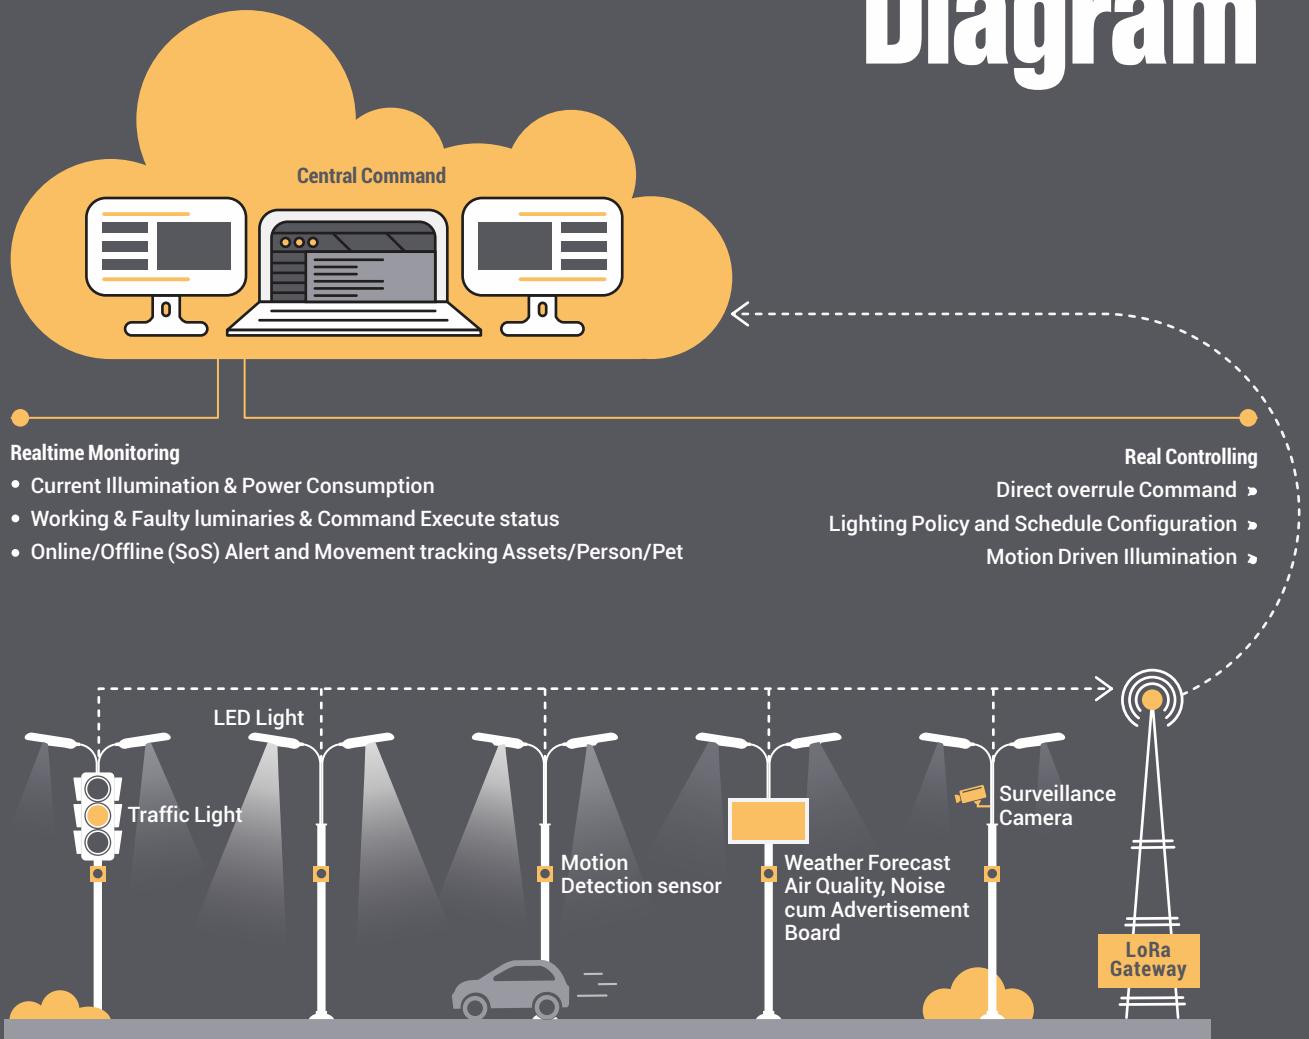 Diagram
Central Command
Realtime Monitoring
• Current Illumination & Power Consumption
• Working & Faulty luminaries & Command Execute status
• Online/Offline (SoS) Alert and Movement tracking Assets/Person/Pet
Real Controlling
Direct overrule Command
Lighting Policy and Schedule Configuration
Motion Driven Illumination
LED Light
Traffic Light
Motion
Detection sensor
Weather Forecast
Air Quality, Noise
cum Advertisement
Board
Surveillance
Camera
LoRa
Gateway